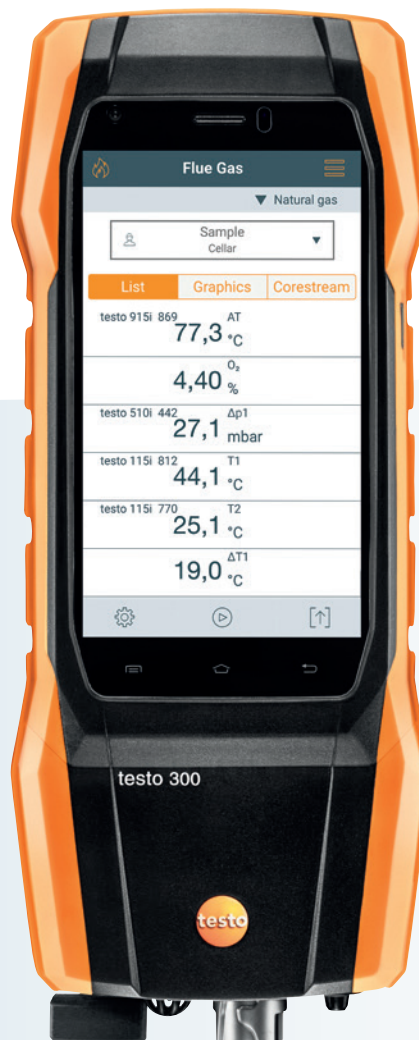 Flue Gas
Natural gas
Sample
Cellar
List Graphics Corestream
testo 915i 869 AT
77,3 °C
O₂
4,40 %
testo 510i 442 Δp1
27,1 mbar
testo 115i 812 T1
44,1 °C
testo 115i 770 T2
25,1 °C
ΔT1
19,0 °C
testo 300
testo